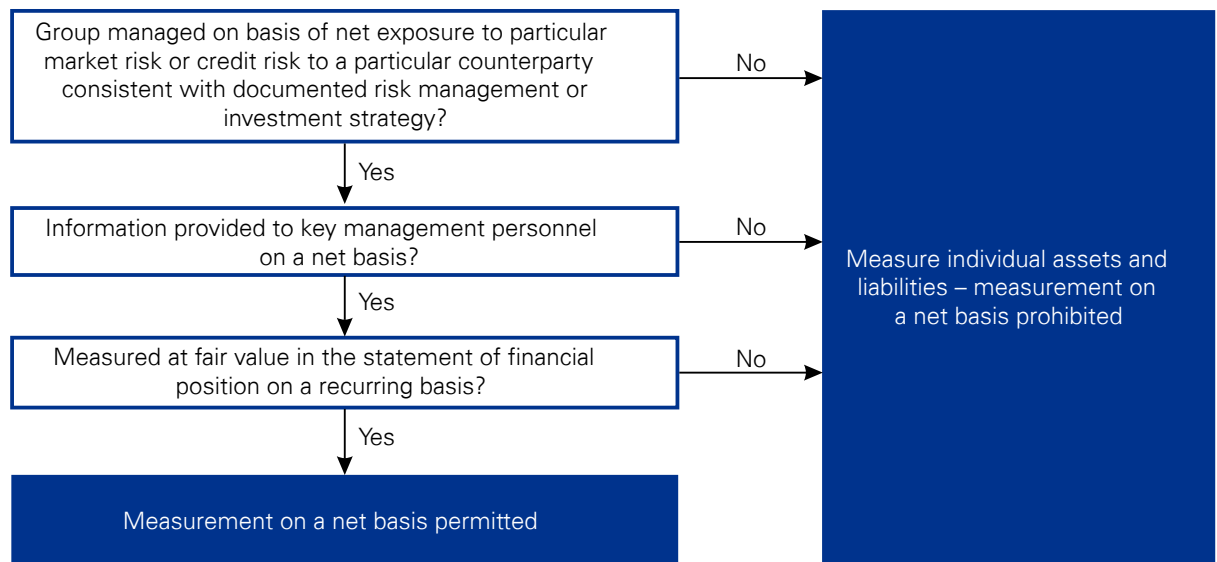 Group managed on basis of net exposure to particular
market risk or credit risk to a particular counterparty
consistent with documented risk management or
investment strategy?
No
Yes
Information provided to key management personnel
on a net basis?
No
Measure individual assets and
liabilities – measurement on
a net basis prohibited
Yes
Measured at fair value in the statement of financial
position on a recurring basis?
No
Yes
Measurement on a net basis permitted